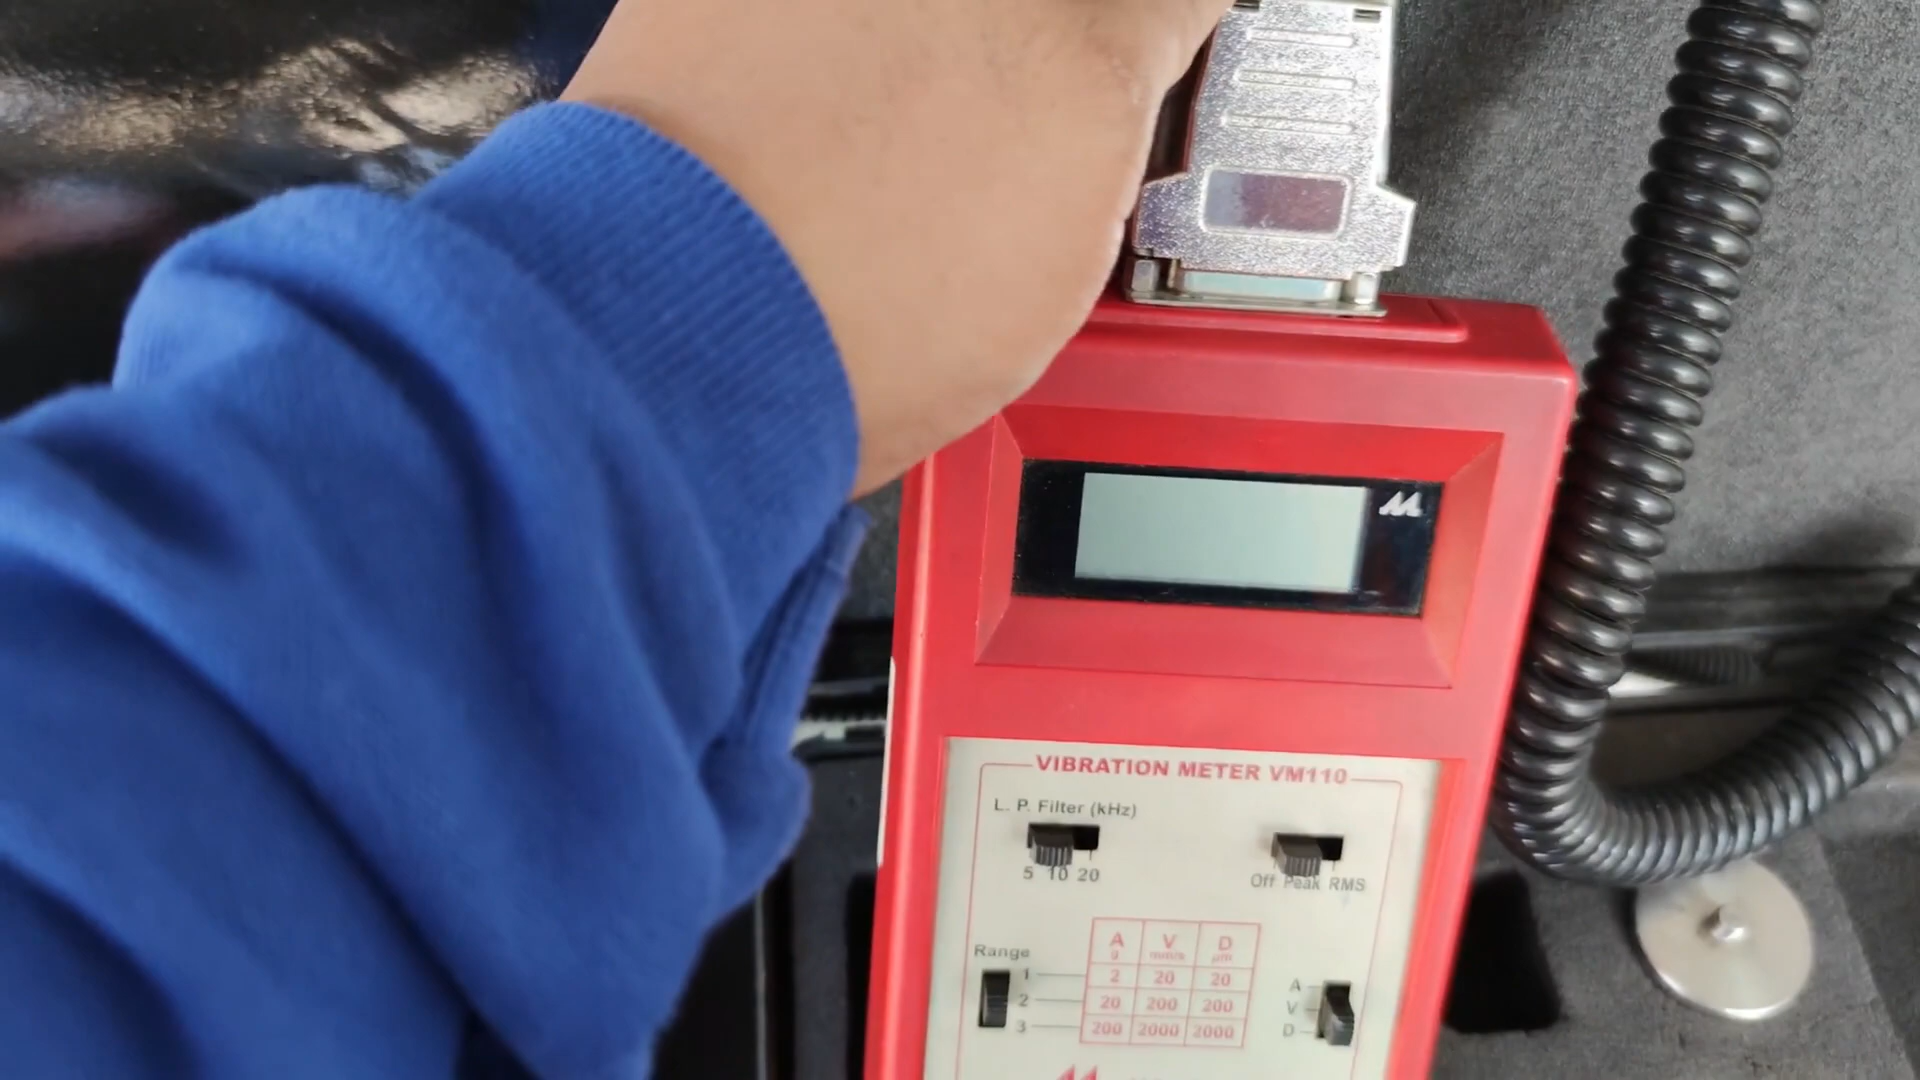 VIBRATION METER VM110
L. P. Filter (kHz)
5 10 20
Off Peak RMS
Range
1
2
3
A V D
g mm/s μm
2 20 20
20 200 200
200 2000 2000
A
V
D